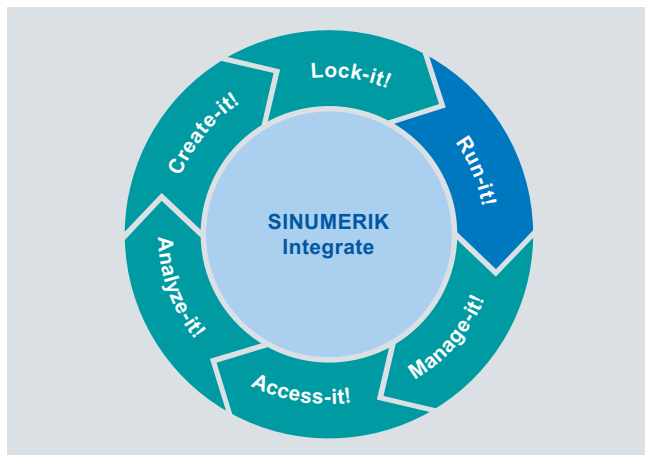 Lock-it!
Run-it!
Manage-it!
Access-it!
Analyze-it!
Create-it!
SINUMERIK
Integrate